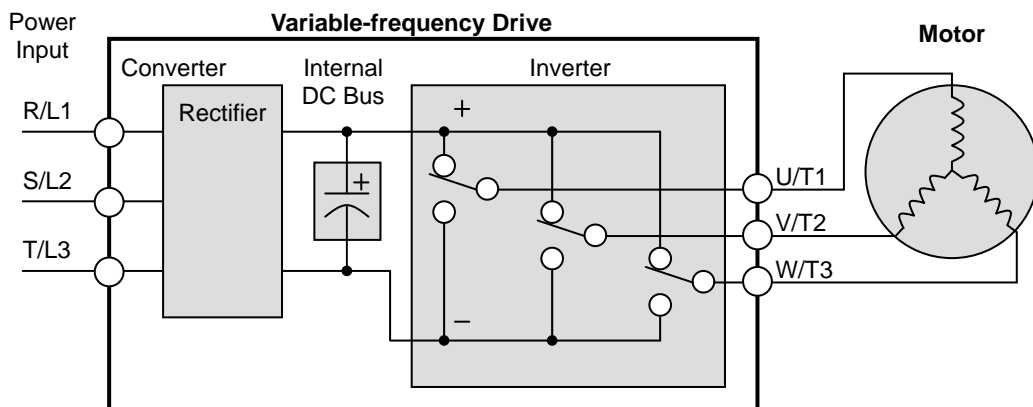 Power
Input
Variable-frequency Drive
Motor
Converter
Internal
DC Bus
Inverter
Rectifier
+
R/L1
+
S/L2
U/T1
V/T2
T/L3
W/T3
–